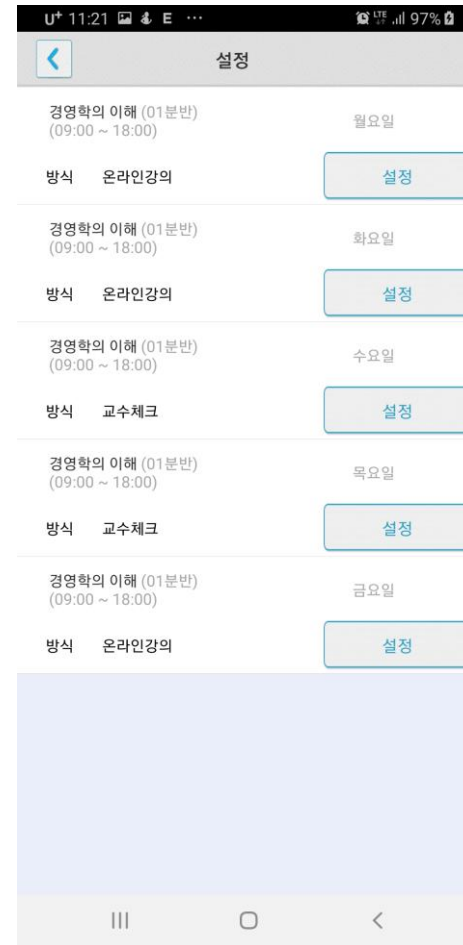 U+ 11:21 E ... LTE 97%
설정
경영학의 이해 (01분반)
(09:00 ~ 18:00)
월요일
방식 온라인강의 설정
경영학의 이해 (01분반)
(09:00 ~ 18:00)
화요일
방식 온라인강의 설정
경영학의 이해 (01분반)
(09:00 ~ 18:00)
수요일
방식 교수체크 설정
경영학의 이해 (01분반)
(09:00 ~ 18:00)
목요일
방식 교수체크 설정
경영학의 이해 (01분반)
(09:00 ~ 18:00)
금요일
방식 온라인강의 설정